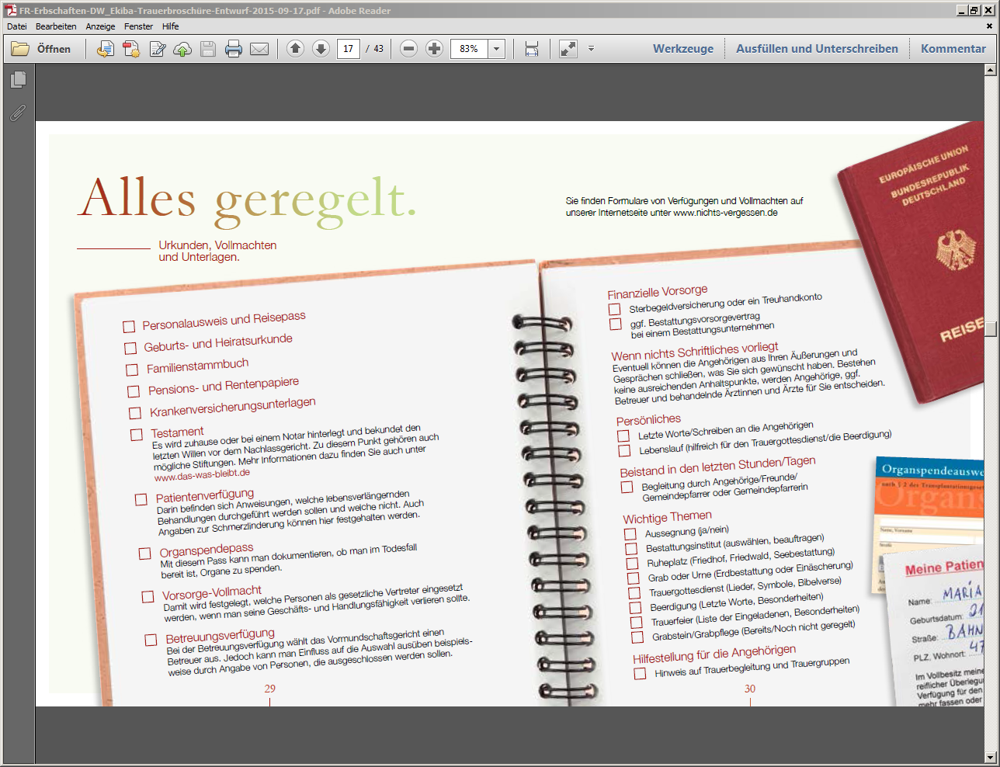 FR-Erbschaften-DW_Ekiba-Trauerbroschüre-Entwurf-2015-09-17.pdf - Adobe Reader
Datei Bearbeiten Anzeige Fenster Hilfe
Öffnen 17 / 43 83% Werkzeuge Ausfüllen und Unterschreiben Kommentar
Alles geregelt.
Urkunden, Vollmachten
und Unterlagen.
Personalausweis und Reisepass
Geburts- und Heiratsurkunde
Familienstammbuch
Pensions- und Rentenpapiere
Krankenversicherungsunterlagen
Testament
Es wird zuhause oder bei einem Notar hinterlegt und bekundet den
letzten Willen vor dem Nachlassgericht. Zu diesem Punkt gehören auch
mögliche Stiftungen. Mehr Informationen dazu finden Sie auch unter
www.das-was-bleibt.de
Patientenverfügung
Darin befinden sich Anweisungen, welche lebensverlängernden
Behandlungen durchgeführt werden sollen und welche nicht. Auch
Angaben zur Schmerzlinderung können hier festgehalten werden.
Organspendepass
Mit diesem Pass kann man dokumentieren, ob man im Todesfall
bereit ist, Organe zu spenden.
Vorsorge-Vollmacht
Damit wird festgelegt, welche Personen als gesetzliche Vertreter eingesetzt
werden, wenn man seine Geschäfts- und Handlungsfähigkeit verlieren sollte.
Betreuungsverfügung
Bei der Betreuungsverfügung wählt das Vormundschaftsgericht einen
Betreuer aus. Jedoch kann man Einfluss auf die Auswahl ausüben beispiels-
weise durch Angabe von Personen, die ausgeschlossen werden sollen.
29
Sie finden Formulare von Verfügungen und Vollmachten auf
unserer Internetseite unter www.nichts-vergessen.de
Finanzielle Vorsorge
Sterbegeldversicherung oder ein Treuhandkonto
ggf. Bestattungsvorsorgevertrag
bei einem Bestattungsunternehmen
Wenn nichts Schriftliches vorliegt
Eventuell können die Angehörigen aus Ihren Äußerungen und
Gesprächen schließen, was Sie sich gewünscht haben. Bestehen
keine ausreichenden Anhaltspunkte, werden Angehörige, ggf.
Betreuer und behandelnde Ärztinnen und Ärzte für Sie entscheiden.
Persönliches
Letzte Worte/Schreiben an die Angehörigen
Lebenslauf (hilfreich für den Trauergottesdienst/die Beerdigung)
Beistand in den letzten Stunden/Tagen
Begleitung durch Angehörige/Freunde/
Gemeindepfarrer oder Gemeindepfarrerin
Wichtige Themen
Aussegnung (ja/nein)
Bestattungsinstitut (auswählen, beauftragen)
Ruheplatz (Friedhof, Friedwald, Seebestattung)
Grab oder Urne (Erdbestattung oder Einäscherung)
Trauergottesdienst (Lieder, Symbole, Bibelverse)
Beerdigung (Letzte Worte, Besonderheiten)
Trauerfeier (Liste der Eingeladenen, Besonderheiten)
Grabstein/Grabpflege (Bereits/Noch nicht geregelt)
Hilfestellung für die Angehörigen
Hinweis auf Trauerbegleitung und Trauergruppen
30
EUROPÄISCHE UNION
BUNDESREPUBLIK
DEUTSCHLAND
REISE
Organspendeauswe
nach § 2 des Transplantationsgeset
Organs
Name, Vorname
Straße
Meine Patien
Name: MARIA
Geburtsdatum: 21
Straße: BAHN
PLZ, Wohnort: 47
Im Vollbesitz meine
reiflicher Überlegu
Verfügung für den
mehr fassen oder